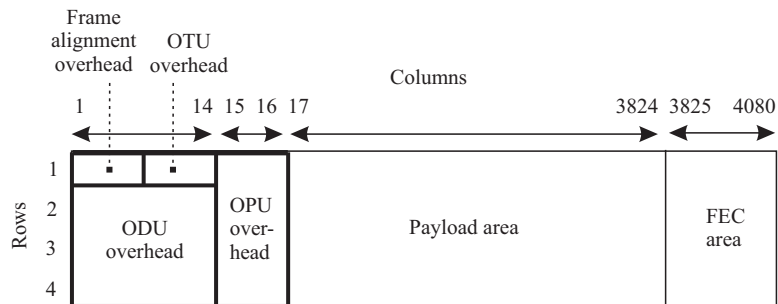 Frame
alignment
overhead
OTU
overhead
Columns
1 14 15 16 17 3824 3825 4080
Rows
1
2
3
4
ODU
overhead
OPU
over-
head
Payload area
FEC
area